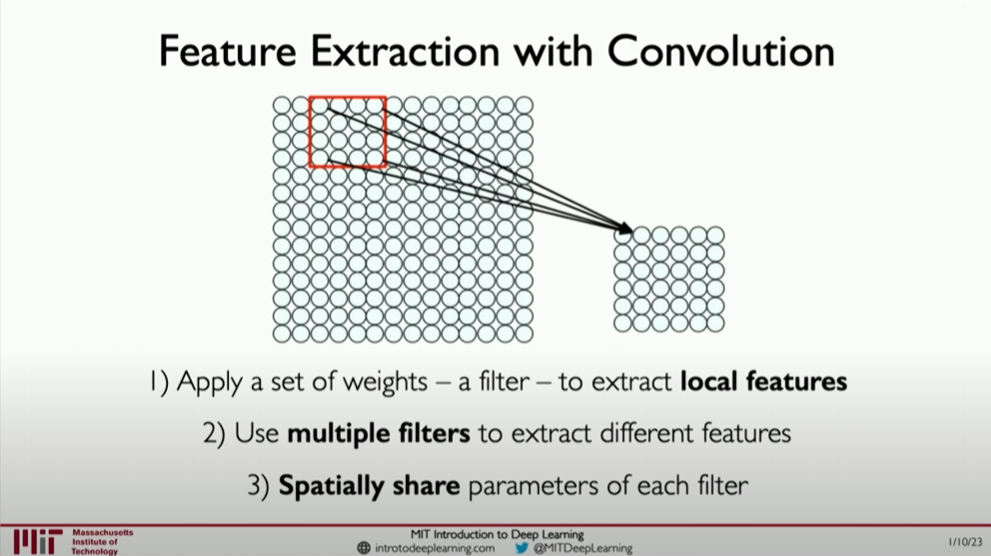 Feature Extraction with Convolution
1) Apply a set of weights – a filter – to extract local features
2) Use multiple filters to extract different features
3) Spatially share parameters of each filter
Massachusetts
Institute of
Technology
MIT Introduction to Deep Learning
introtodeeplearning.com @MITDeepLearning
1/10/23